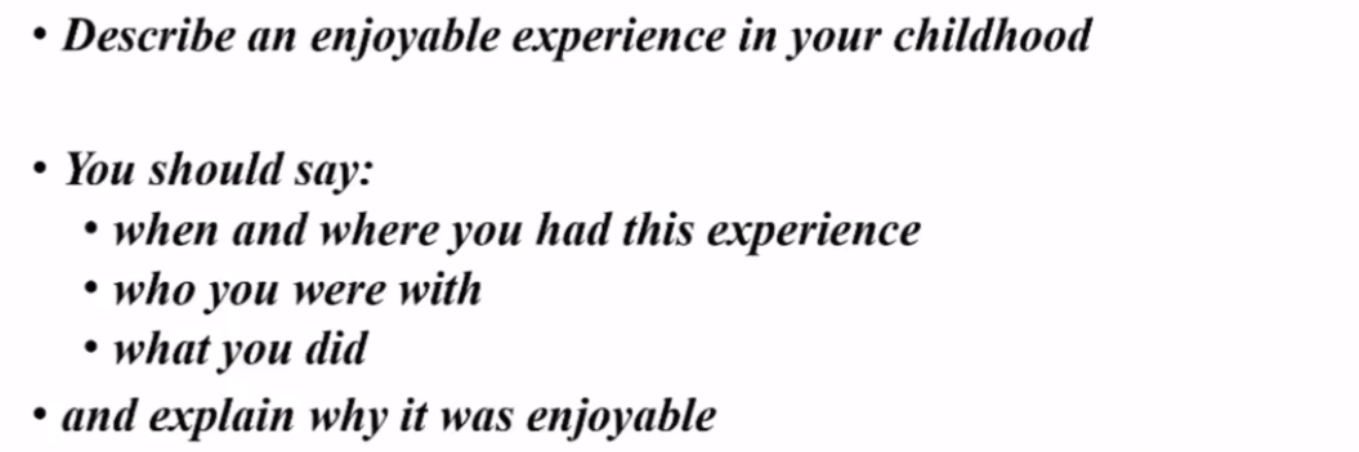 • Describe an enjoyable experience in your childhood
• You should say:
• when and where you had this experience
• who you were with
• what you did
• and explain why it was enjoyable